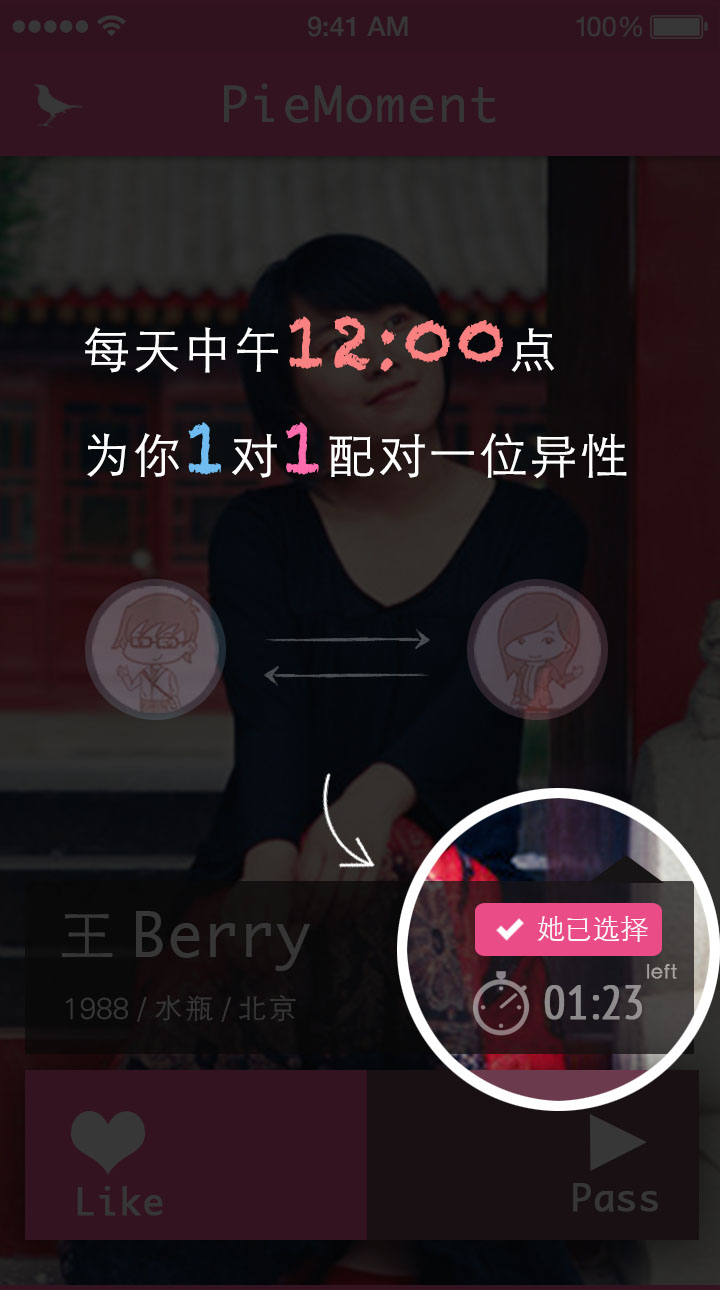 9:41 AM 100%
PieMoment
每天中午12:00点
为你1对1配对一位异性
王 Berry
1988 / 水瓶 / 北京
她已选择
left
01:23
Like
Pass